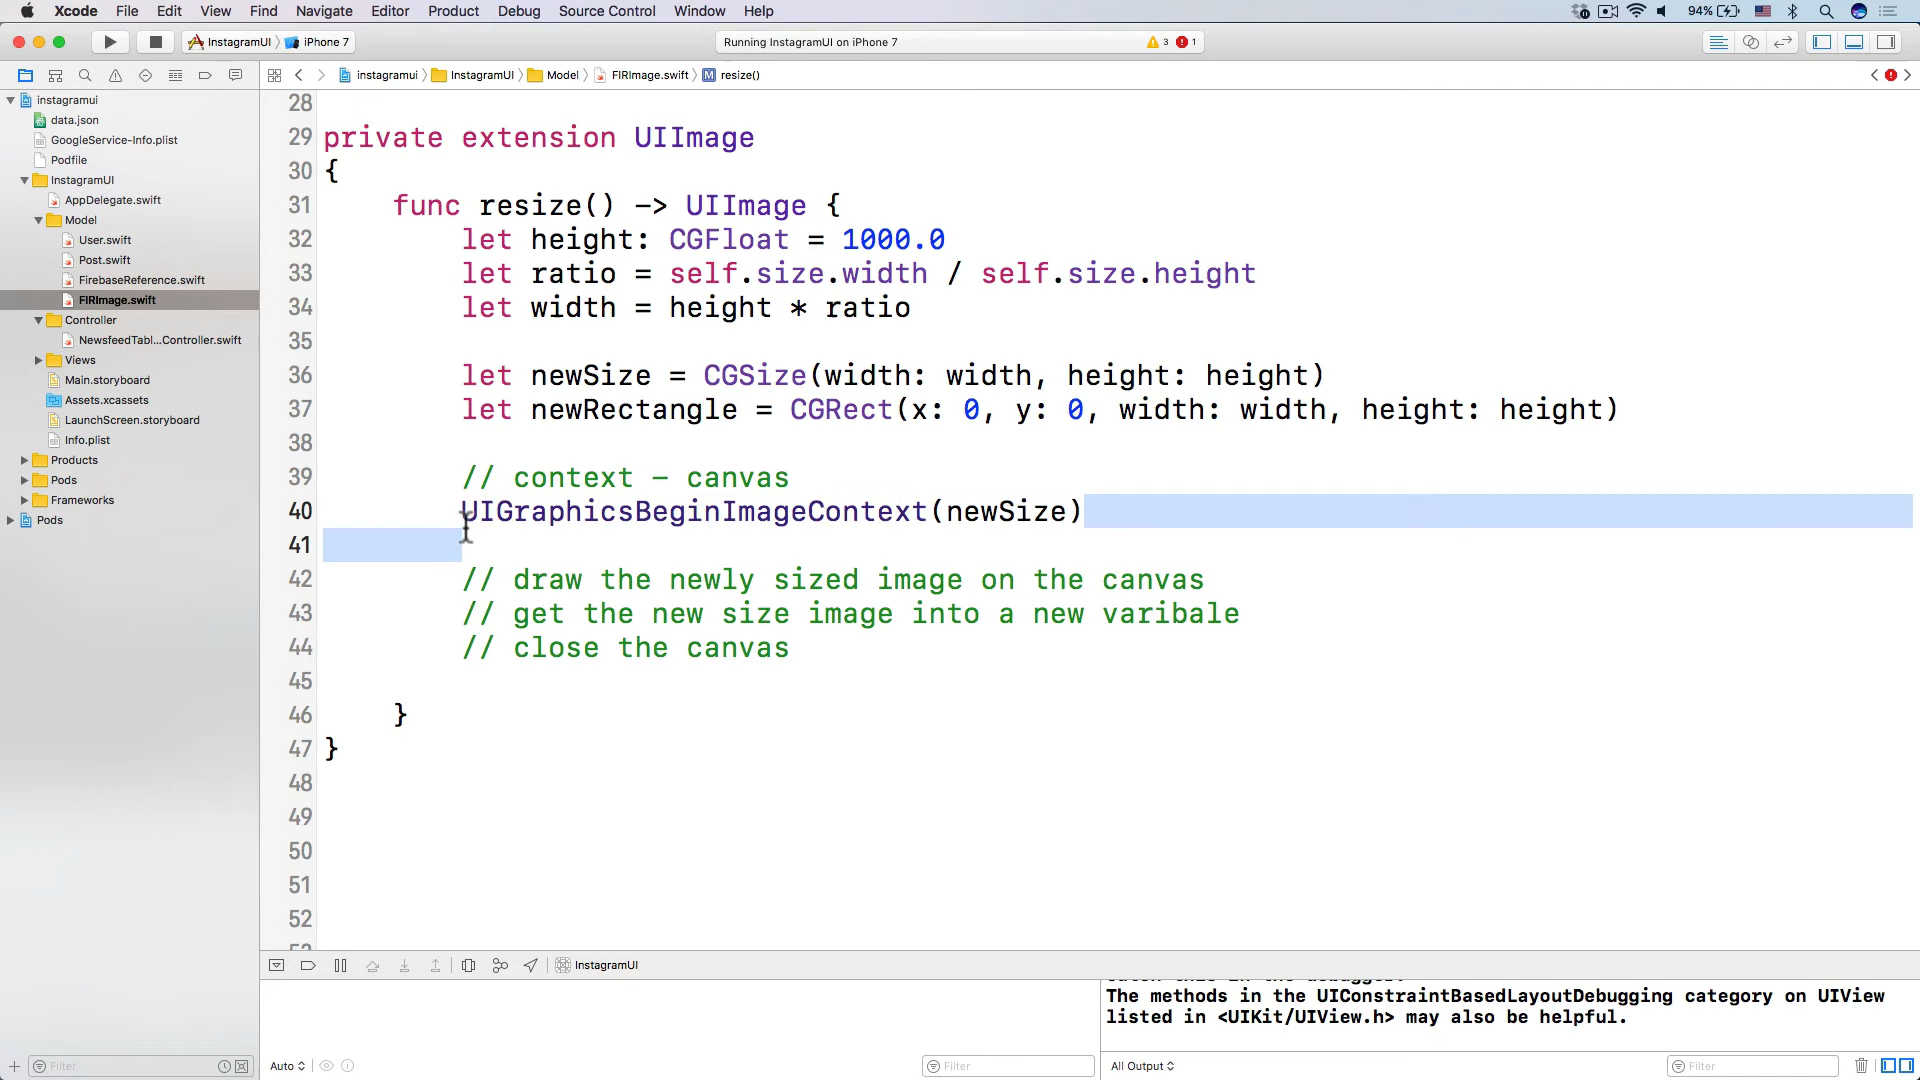 Xcode File Edit View Find Navigate Editor Product Debug Source Control Window Help 94%
InstagramUI iPhone 7 Running InstagramUI on iPhone 7 3 1
instagramui InstagramUI Model FIRImage.swift M resize()
instagramui
data.json
GoogleService-Info.plist
Podfile
InstagramUI
AppDelegate.swift
Model
User.swift
Post.swift
FirebaseReference.swift
FIRImage.swift
Controller
NewsfeedTabl...Controller.swift
Views
Main.storyboard
Assets.xcassets
LaunchScreen.storyboard
Info.plist
Products
Pods
Frameworks
Pods
Filter
28
29 private extension UIImage
30 {
31 func resize() -> UIImage {
32 let height: CGFloat = 1000.0
33 let ratio = self.size.width / self.size.height
34 let width = height * ratio
35
36 let newSize = CGSize(width: width, height: height)
37 let newRectangle = CGRect(x: 0, y: 0, width: width, height: height)
38
39 // context – canvas
40 UIGraphicsBeginImageContext(newSize)
41
42 // draw the newly sized image on the canvas
43 // get the new size image into a new varibale
44 // close the canvas
45
46 }
47 }
48
49
50
51
52
InstagramUI
The methods in the UIConstraintBasedLayoutDebugging category on UIView
listed in <UIKit/UIView.h> may also be helpful.
Auto Filter All Output Filter